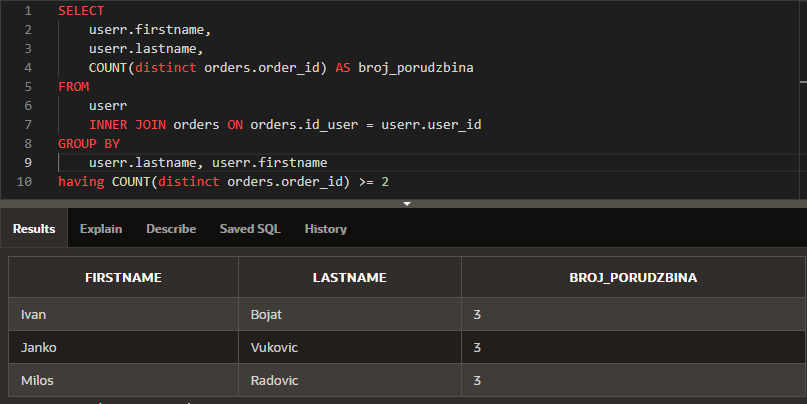 1 SELECT
2 userr.firstname,
3 userr.lastname,
4 COUNT(distinct orders.order_id) AS broj_porudzbina
5 FROM
6 userr
7 INNER JOIN orders ON orders.id_user = userr.user_id
8 GROUP BY
9 userr.lastname, userr.firstname
10 having COUNT(distinct orders.order_id) >= 2
Results Explain Describe Saved SQL History
FIRSTNAME LASTNAME BROJ_PORUDZBINA
Ivan Bojat 3
Janko Vukovic 3
Milos Radovic 3